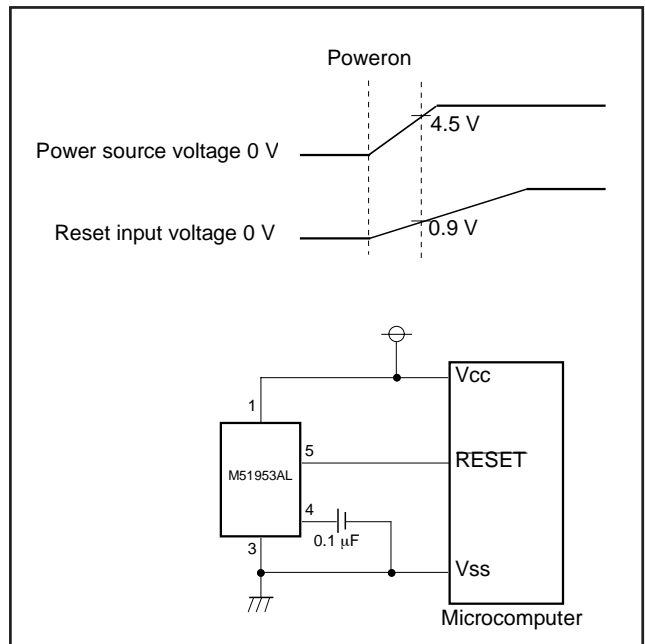 Poweron
4.5 V
Power source voltage 0 V
0.9 V
Reset input voltage 0 V
Vcc
1
5
RESET
M51953AL
4
0.1 μF
3
Vss
Microcomputer